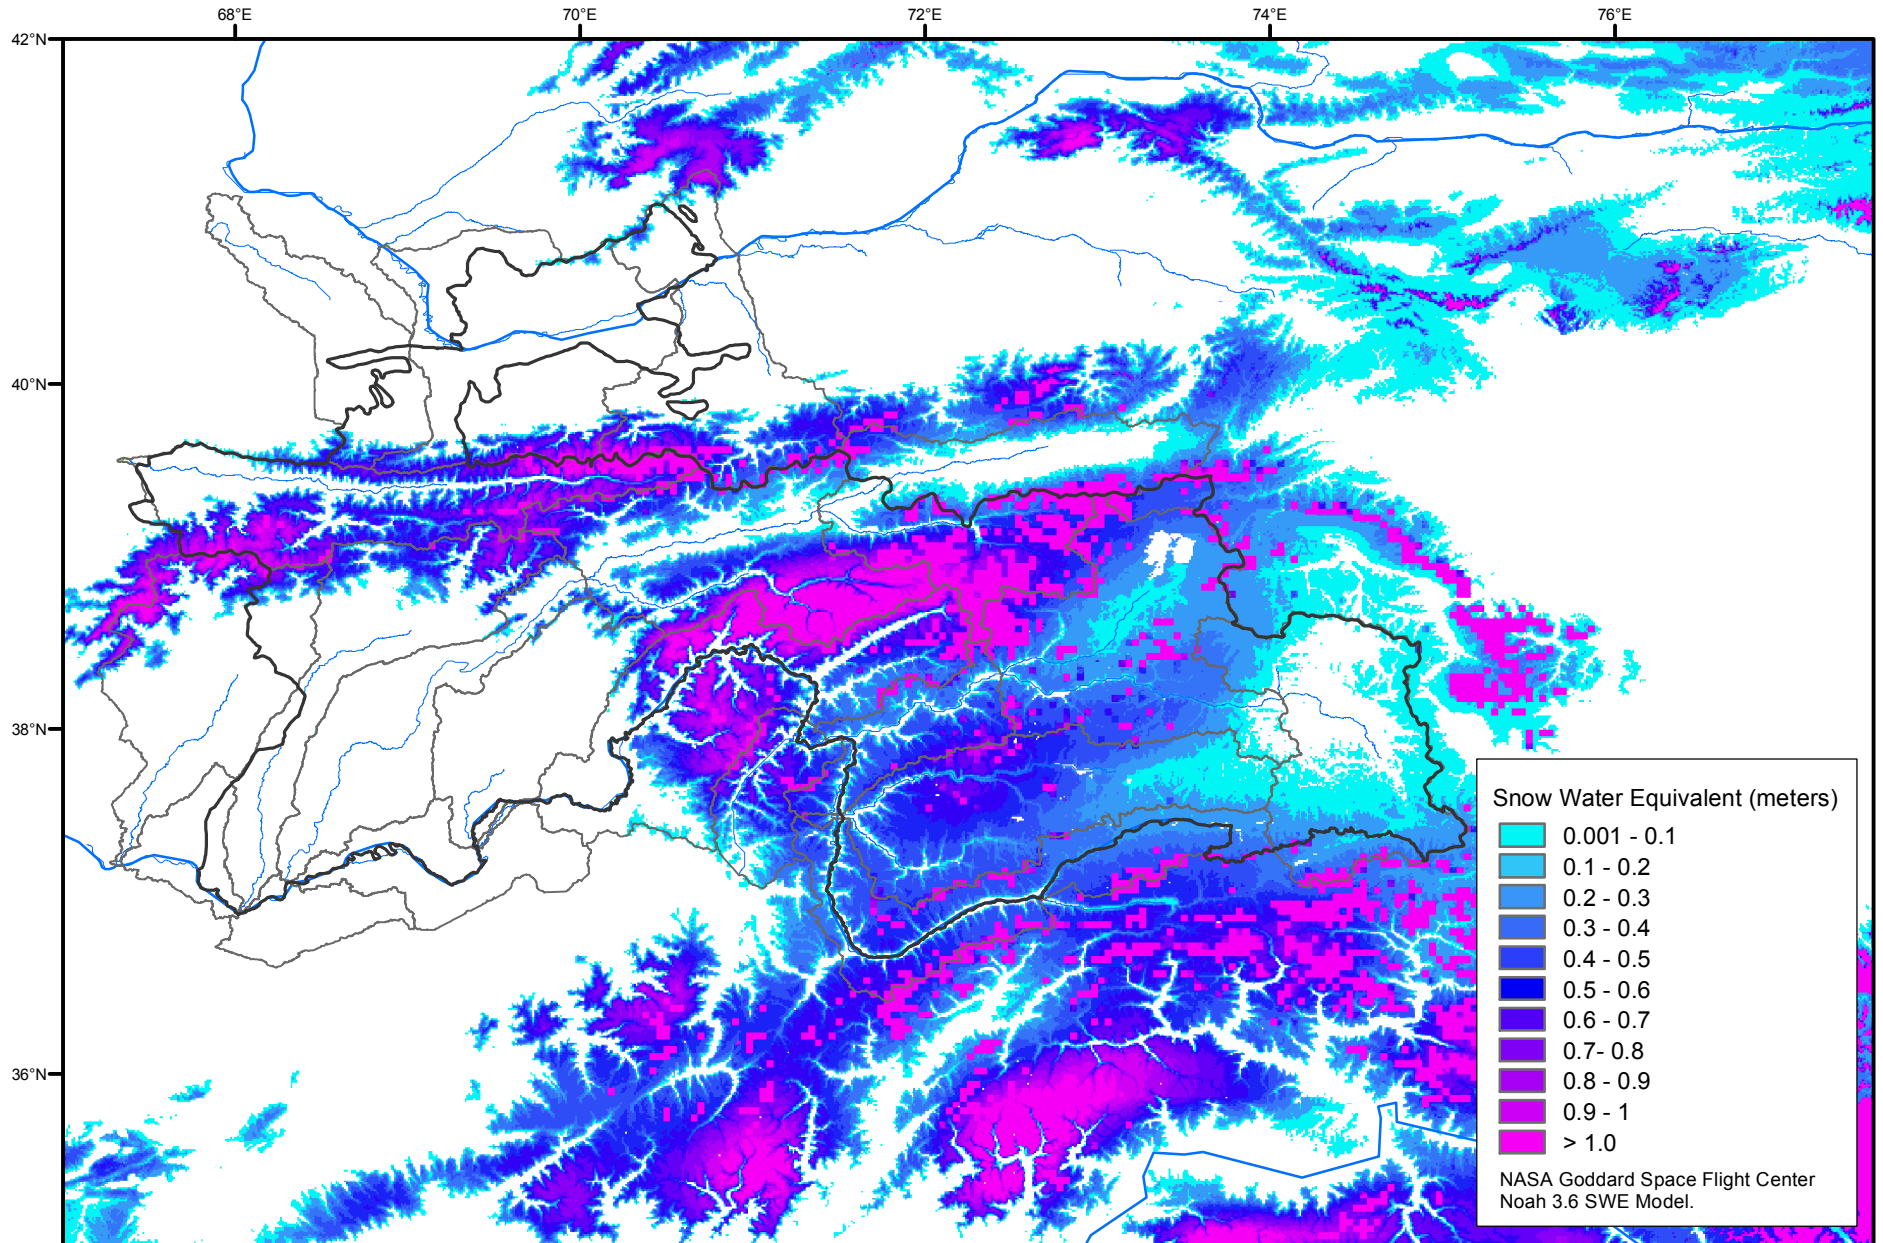 68°E 70°E 72°E 74°E 76°E
42°N
40°N
38°N
36°N
Snow Water Equivalent (meters)
0.001 - 0.1
0.1 - 0.2
0.2 - 0.3
0.3 - 0.4
0.4 - 0.5
0.5 - 0.6
0.6 - 0.7
0.7- 0.8
0.8 - 0.9
0.9 - 1
> 1.0
NASA Goddard Space Flight Center
Noah 3.6 SWE Model.